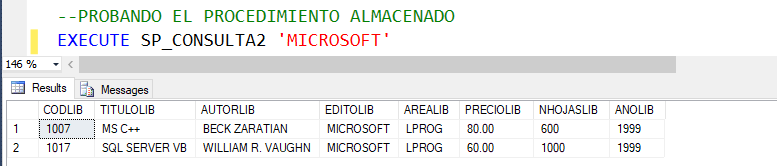 --PROBANDO EL PROCEDIMIENTO ALMACENADO
EXECUTE SP_CONSULTA2 'MICROSOFT'
146 %
Results Messages
CODLIB TITULOLIB AUTORLIB EDITOLIB AREALIB PRECIOLIB NHOJASLIB ANOLIB
1 1007 MS C++ BECK ZARATIAN MICROSOFT LPROG 80.00 600 1999
2 1017 SQL SERVER VB WILLIAM R. VAUGHN MICROSOFT LPROG 60.00 1000 1999